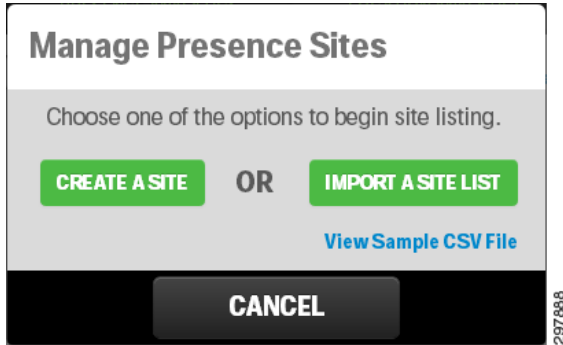 Manage Presence Sites
Choose one of the options to begin site listing.
CREATE A SITE OR IMPORT A SITE LIST
View Sample CSV File
CANCEL
297888